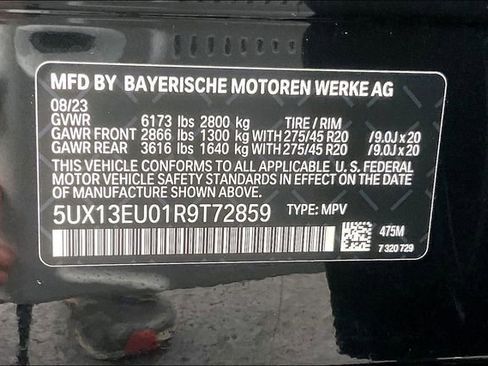 MFD BY BAYERISCHE MOTOREN WERKE AG
08/23
GVWR 6173 lbs 2800 kg TIRE / RIM
GAWR FRONT 2866 lbs 1300 kg WITH 275/45 R20 /9.0J x 20
GAWR REAR 3616 lbs 1640 kg WITH 275/45 R20 /9.0J x 20
THIS VEHICLE CONFORMS TO ALL APPLICABLE U. S. FEDERAL
MOTOR VEHICLE SAFETY STANDARDS IN EFFECT ON THE DATE
OF MANUFACTURE SHOWN ABOVE.
5UX13EU01R9T72859 TYPE: MPV
475M
7 320 729